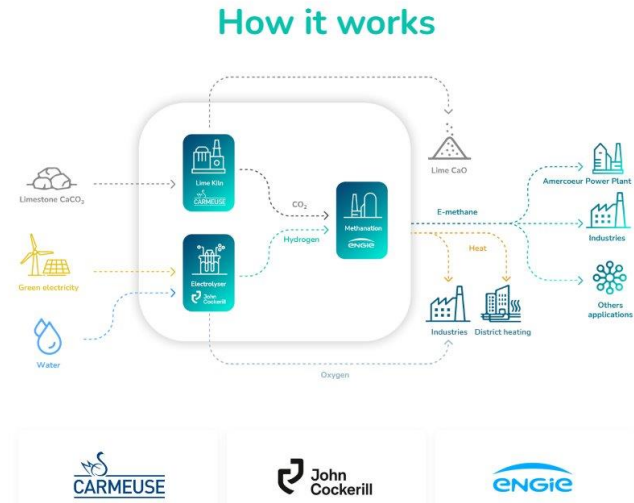 How it works
Limestone CaCO₂
Green electricity
Water
Lime Kiln
CARMEUSE
Electrolyser
John
Cockerill
CO₂
Hydrogen
Methanation
ENGIE
Lime CaO
E-methane
Heat
Oxygen
Amercoeur Power Plant
Industries
Others
applications
Industries
District heating
CARMEUSE
John
Cockerill
ENGIE